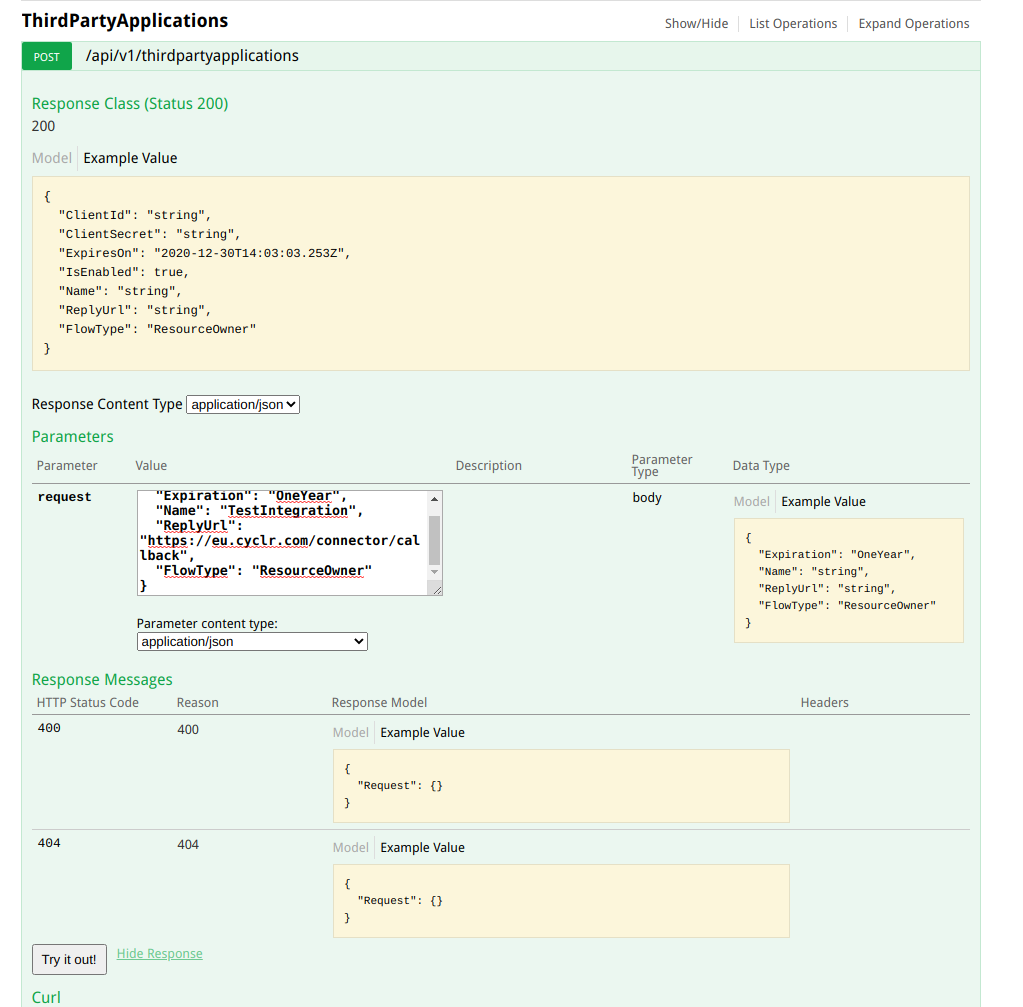 ThirdPartyApplications
Show/Hide
List Operations
Expand Operations
POST
/api/v1/thirdpartyapplications
Response Class (Status 200)
200
Model
Example Value
{
"ClientId": "string",
"ClientSecret": "string",
"ExpiresOn": "2020-12-30T14:03:03.253Z",
"IsEnabled": true,
"Name": "string",
"ReplyUrl": "string",
"FlowType": "ResourceOwner"
}
Response Content Type application/json
Parameters
Parameter
Value
Description
Parameter
Type
Data Type
request
"Expiration": "OneYear",
"Name": "TestIntegration",
"ReplyUrl":
"https://eu.cyclr.com/connector/cal
lback",
"FlowType": "ResourceOwner"
}
Parameter content type:
application/json
body
Model
Example Value
{
"Expiration": "OneYear",
"Name": "string",
"ReplyUrl": "string",
"FlowType": "ResourceOwner"
}
Response Messages
HTTP Status Code
Reason
Response Model
Headers
400
400
Model
Example Value
{
"Request": {}
}
404
404
Model
Example Value
{
"Request": {}
}
Try it out!
Hide Response
Curl